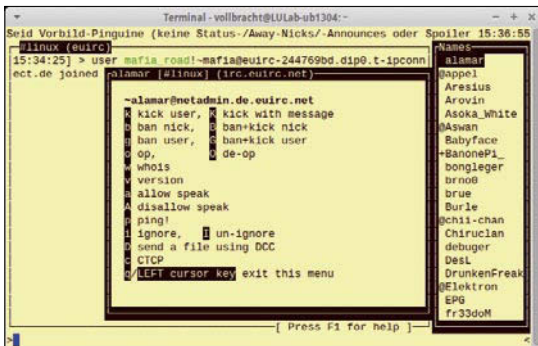 Terminal - vollbracht@LULab-ub1304: ~
Seid Vorbild-Pinguine (keine Status-/Away-Nicks/-Announces oder Spoiler 15:36:55
#linux (euirc)
15:34:25] > user mafia_road!~mafia@euirc-244769bd.dip0.t-ipconn
ect.de joined
alamar [#linux] (irc.euirc.net)
~alamar@netadmin.de.euirc.net
k kick user, K kick with message
b ban nick, B ban+kick nick
g ban user, G ban+kick user
o op, O de-op
w whois
v version
a allow speak
A disallow speak
p ping!
i ignore, I un-ignore
D send a file using DCC
c CTCP
q/LEFT cursor key exit this menu
[ Press F1 for help ]
Names
alamar
@appel
Aresius
Arovin
Asoka_White
@Aswan
Babyface
+BanonePi_
bongleger
brno0
brue
Burle
@chii-chan
Chiruclan
debuger
DesL
DrunkenFreak
@Elektron
EPG
fr33doM
>
<